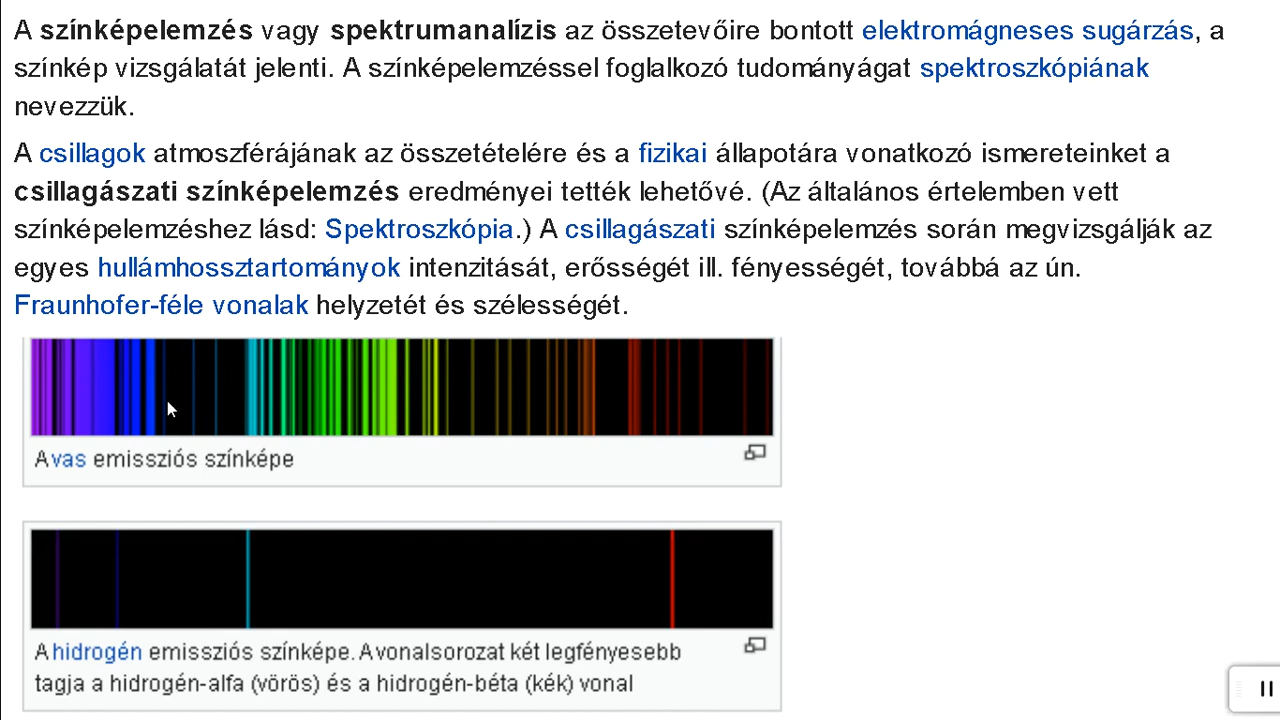 A színképelemzés vagy spektrumanalízis az összetevőire bontott elektromágneses sugárzás, a
színkép vizsgálatát jelenti. A színképelemzéssel foglalkozó tudományágat spektroszkópiának
nevezzük.
A csillagok atmoszférájának az összetételére és a fizikai állapotára vonatkozó ismereteinket a
csillagászati színképelemzés eredményei tették lehetővé. (Az általános értelemben vett
színképelemzéshez lásd: Spektroszkópia.) A csillagászati színképelemzés során megvizsgálják az
egyes hullámhossztartományok intenzitását, erősségét ill. fényességét, továbbá az ún.
Fraunhofer-féle vonalak helyzetét és szélességét.
A vas emissziós színképe
A hidrogén emissziós színképe. A vonalsorozat két legfényesebb
tagja a hidrogén-alfa (vörös) és a hidrogén-béta (kék) vonal